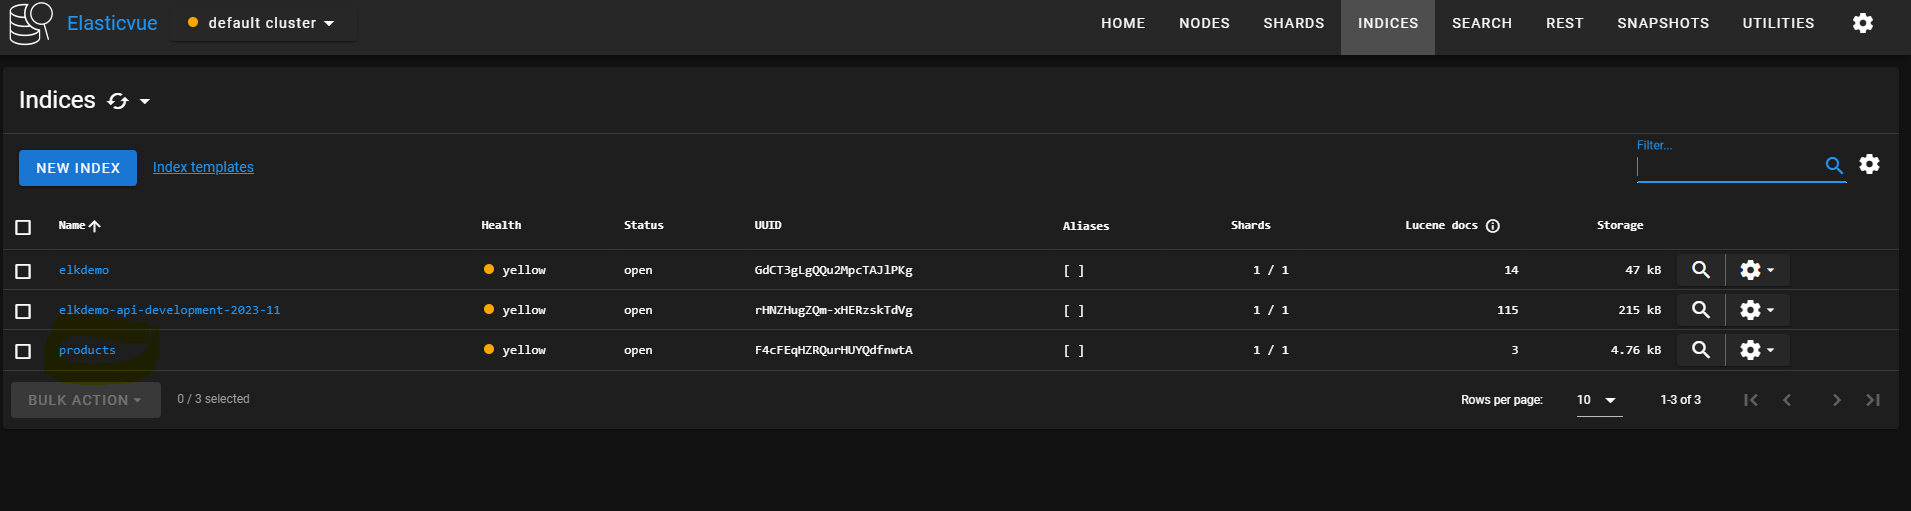 Elasticvue default cluster HOME NODES SHARDS INDICES SEARCH REST SNAPSHOTS UTILITIES
Indices
Filter...
NEW INDEX Index templates
Name Health Status UUID Aliases Shards Lucene docs Storage
elkdemo yellow open GdCT3gLgQQu2MpcTAJlPKg [ ] 1 / 1 14 47 kB
elkdemo-api-development-2023-11 yellow open rHNZHugZQm-xHERzskTdVg [ ] 1 / 1 115 215 kB
products yellow open F4cFEqHZRQurHUYQdfnwtA [ ] 1 / 1 3 4.76 kB
BULK ACTION 0 / 3 selected Rows per page: 10 1-3 of 3